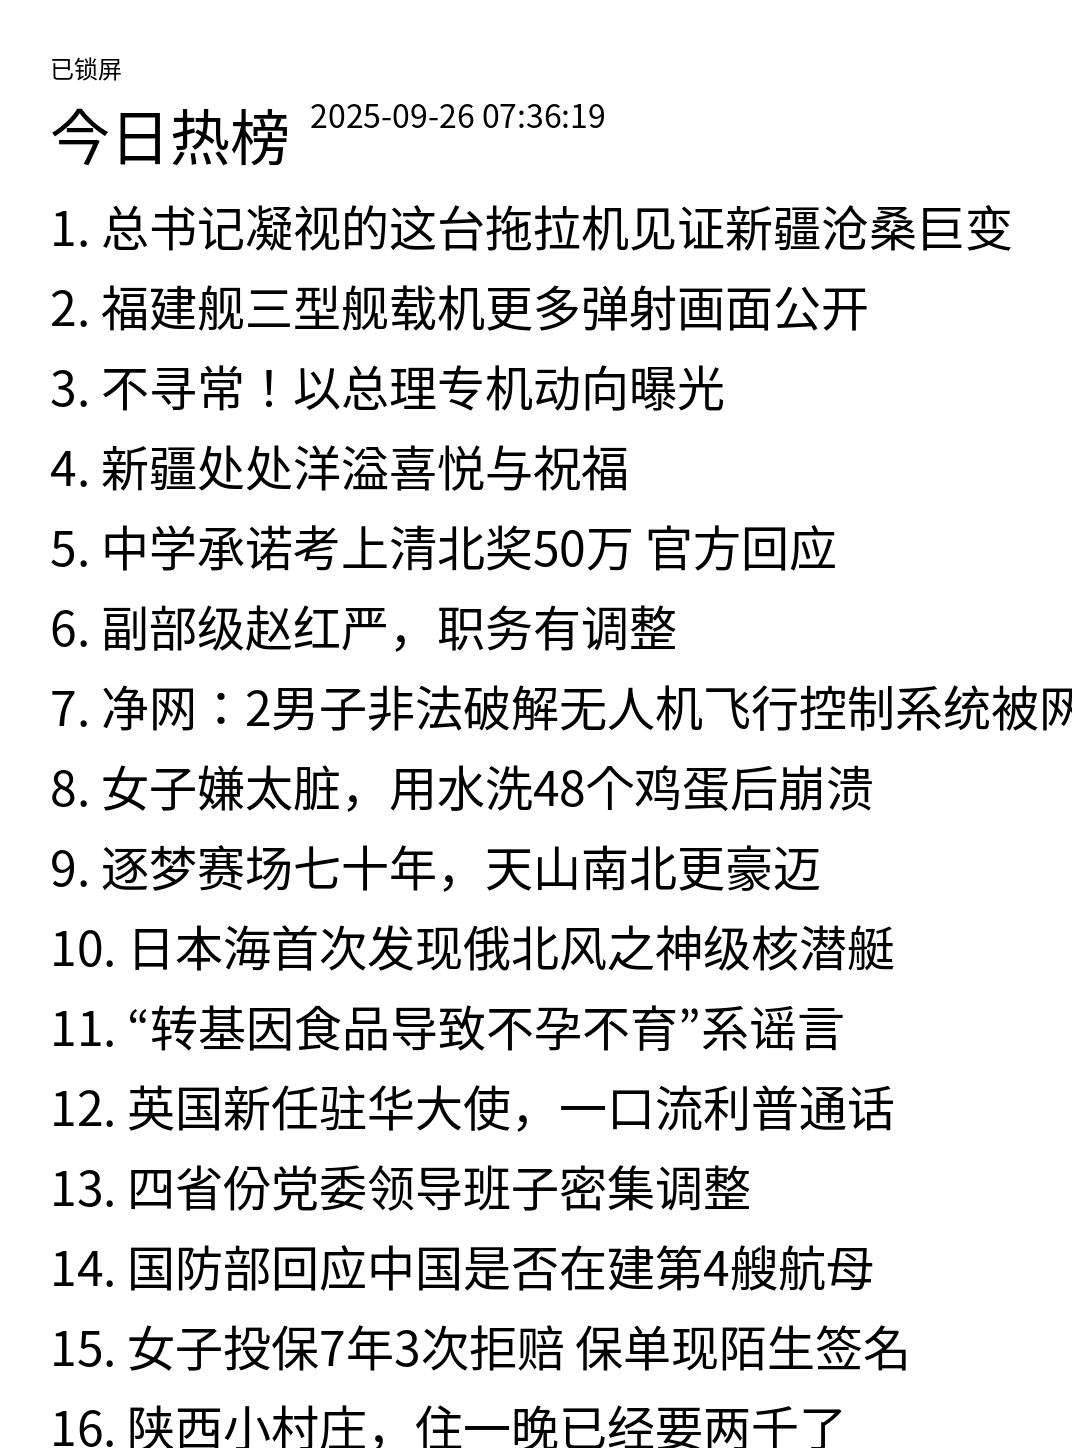 已锁屏
今日热榜 2025-09-26 07:36:19
1. 总书记凝视的这台拖拉机见证新疆沧桑巨变
2. 福建舰三型舰载机更多弹射画面公开
3. 不寻常！以总理专机动向曝光
4. 新疆处处洋溢喜悦与祝福
5. 中学承诺考上清北奖50万 官方回应
6. 副部级赵红严，职务有调整
7. 净网：2男子非法破解无人机飞行控制系统被网
8. 女子嫌太脏，用水洗48个鸡蛋后崩溃
9. 逐梦赛场七十年，天山南北更豪迈
10. 日本海首次发现俄北风之神级核潜艇
11. “转基因食品导致不孕不育”系谣言
12. 英国新任驻华大使，一口流利普通话
13. 四省份党委领导班子密集调整
14. 国防部回应中国是否在建第4艘航母
15. 女子投保7年3次拒赔 保单现陌生签名
16. 陕西小村庄，住一晚已经要两千了